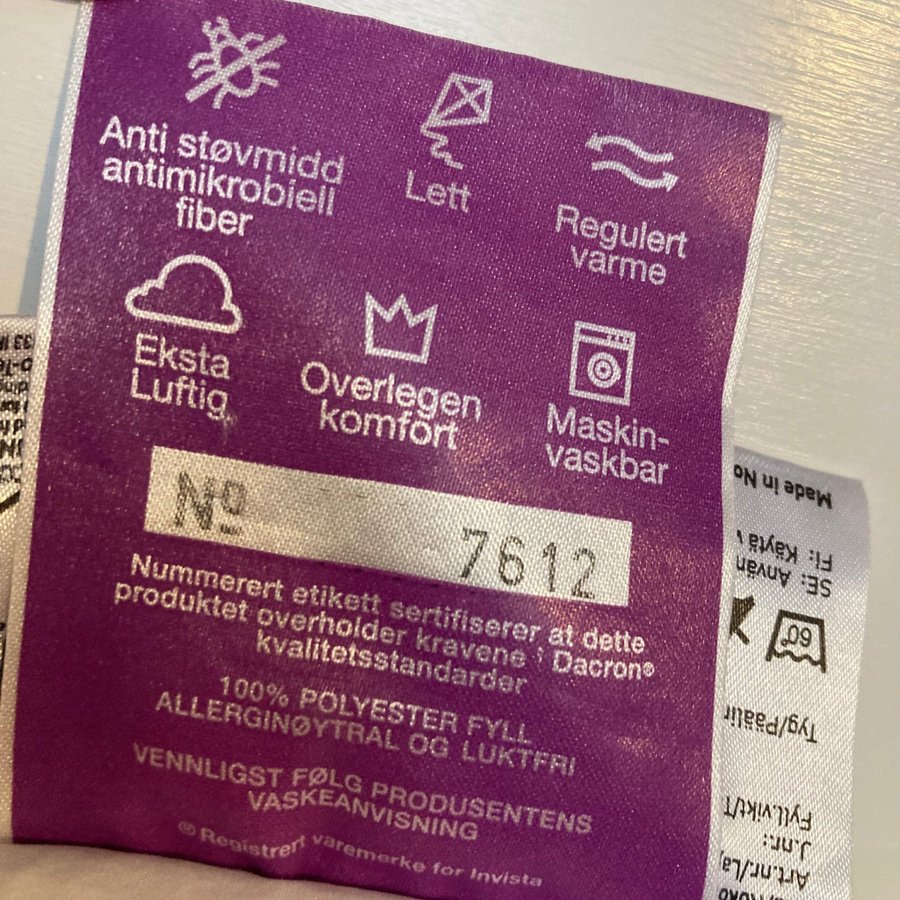 Anti støvmidd
antimikrobiell
fiber
Lett
Regulert
varme
Eksta
Luftig
Overlegen
komfort
Maskin-
vaskbar
Nº 7612
Nummerert etikett sertifiserer at dette
produktet overholder kravene i Dacron®
kvalitetsstandarder
100% POLYESTER FYLL
ALLERGINØYTRAL OG LUKTFRI
VENNLIGST FØLG PRODUSENTENS
VASKEANVISNING
® Registrert varemerke for Invista
Made in No
FI: Käytä
SE: Använ
60°
Tyg/Päälir
Fyll.vikt/T
J.nr.:
Art.nr/La